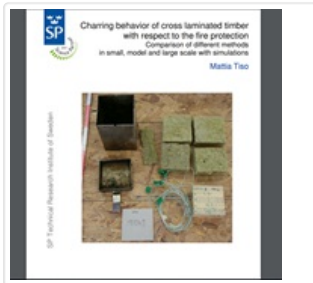 SP
Charring behavior of cross laminated timber
with respect to the fire protection
Comparison of different methods
in small, model and large scale with simulations
Mattia Tiso
SP Technical Research Institute of Sweden